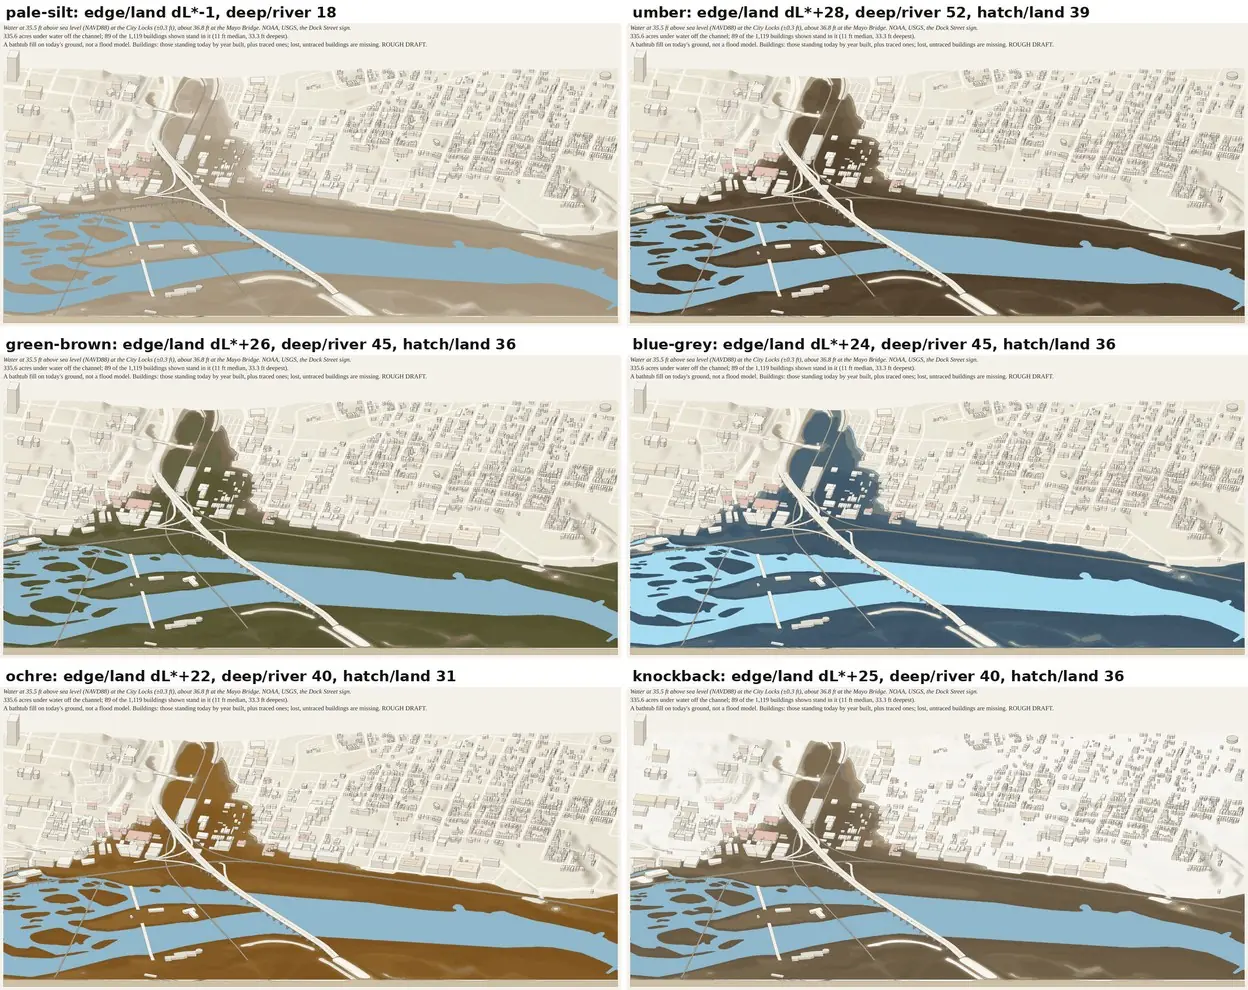 pale-silt: edge/land dL*-1, deep/river 18
Water at 35.5 ft above sea level (NAVD88) at the City Locks (±0.3 ft), about 36.8 ft at the Mayo Bridge. NOAA, USGS, the Dock Street sign.
335.6 acres under water off the channel; 89 of the 1,119 buildings shown stand in it (11 ft median, 33.3 ft deepest).
A bathtub fill on today's ground, not a flood model. Buildings: those standing today by year built, plus traced ones; lost, untraced buildings are missing. ROUGH DRAFT.
umber: edge/land dL*+28, deep/river 52, hatch/land 39
Water at 35.5 ft above sea level (NAVD88) at the City Locks (±0.3 ft), about 36.8 ft at the Mayo Bridge. NOAA, USGS, the Dock Street sign.
335.6 acres under water off the channel; 89 of the 1,119 buildings shown stand in it (11 ft median, 33.3 ft deepest).
A bathtub fill on today's ground, not a flood model. Buildings: those standing today by year built, plus traced ones; lost, untraced buildings are missing. ROUGH DRAFT.
green-brown: edge/land dL*+26, deep/river 45, hatch/land 36
Water at 35.5 ft above sea level (NAVD88) at the City Locks (±0.3 ft), about 36.8 ft at the Mayo Bridge. NOAA, USGS, the Dock Street sign.
335.6 acres under water off the channel; 89 of the 1,119 buildings shown stand in it (11 ft median, 33.3 ft deepest).
A bathtub fill on today's ground, not a flood model. Buildings: those standing today by year built, plus traced ones; lost, untraced buildings are missing. ROUGH DRAFT.
blue-grey: edge/land dL*+24, deep/river 45, hatch/land 36
Water at 35.5 ft above sea level (NAVD88) at the City Locks (±0.3 ft), about 36.8 ft at the Mayo Bridge. NOAA, USGS, the Dock Street sign.
335.6 acres under water off the channel; 89 of the 1,119 buildings shown stand in it (11 ft median, 33.3 ft deepest).
A bathtub fill on today's ground, not a flood model. Buildings: those standing today by year built, plus traced ones; lost, untraced buildings are missing. ROUGH DRAFT.
ochre: edge/land dL*+22, deep/river 40, hatch/land 31
Water at 35.5 ft above sea level (NAVD88) at the City Locks (±0.3 ft), about 36.8 ft at the Mayo Bridge. NOAA, USGS, the Dock Street sign.
335.6 acres under water off the channel; 89 of the 1,119 buildings shown stand in it (11 ft median, 33.3 ft deepest).
A bathtub fill on today's ground, not a flood model. Buildings: those standing today by year built, plus traced ones; lost, untraced buildings are missing. ROUGH DRAFT.
knockback: edge/land dL*+25, deep/river 40, hatch/land 36
Water at 35.5 ft above sea level (NAVD88) at the City Locks (±0.3 ft), about 36.8 ft at the Mayo Bridge. NOAA, USGS, the Dock Street sign.
335.6 acres under water off the channel; 89 of the 1,119 buildings shown stand in it (11 ft median, 33.3 ft deepest).
A bathtub fill on today's ground, not a flood model. Buildings: those standing today by year built, plus traced ones; lost, untraced buildings are missing. ROUGH DRAFT.